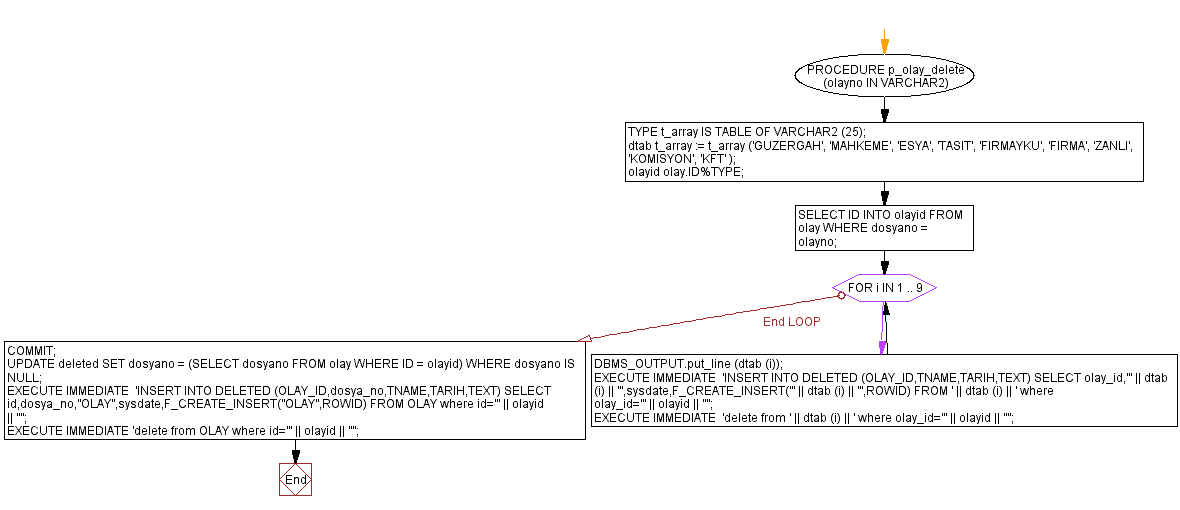 PROCEDURE p_olay_delete
(olayno IN VARCHAR2)
TYPE t_array IS TABLE OF VARCHAR2 (25);
dtab t_array := t_array ('GUZERGAH', 'MAHKEME', 'ESYA', 'TASIT', 'FIRMAYKU', 'FIRMA', 'ZANLI',
'KOMISYON', 'KFT' );
olayid olay.ID%TYPE;
SELECT ID INTO olayid FROM
olay WHERE dosyano =
olayno;
FOR i IN 1 .. 9
End LOOP
COMMIT;
UPDATE deleted SET dosyano = (SELECT dosyano FROM olay WHERE ID = olayid) WHERE dosyano IS
NULL;
EXECUTE IMMEDIATE  'INSERT INTO DELETED (OLAY_ID,dosya_no,TNAME,TARIH,TEXT) SELECT
id,dosya_no,''OLAY'',sysdate,F_CREATE_INSERT(''OLAY'',ROWID) FROM OLAY where id=''' || olayid
|| '''';
EXECUTE IMMEDIATE 'delete from OLAY where id=''' || olayid || '''';
DBMS_OUTPUT.put_line (dtab (i));
EXECUTE IMMEDIATE  'INSERT INTO DELETED (OLAY_ID,TNAME,TARIH,TEXT) SELECT olay_id,''' || dtab
(i) || ''',sysdate,F_CREATE_INSERT(''' || dtab (i) || ''',ROWID) FROM ' || dtab (i) || ' where
olay_id=''' || olayid || '''';
EXECUTE IMMEDIATE  'delete from ' || dtab (i) || ' where olay_id=''' || olayid || '''';
End